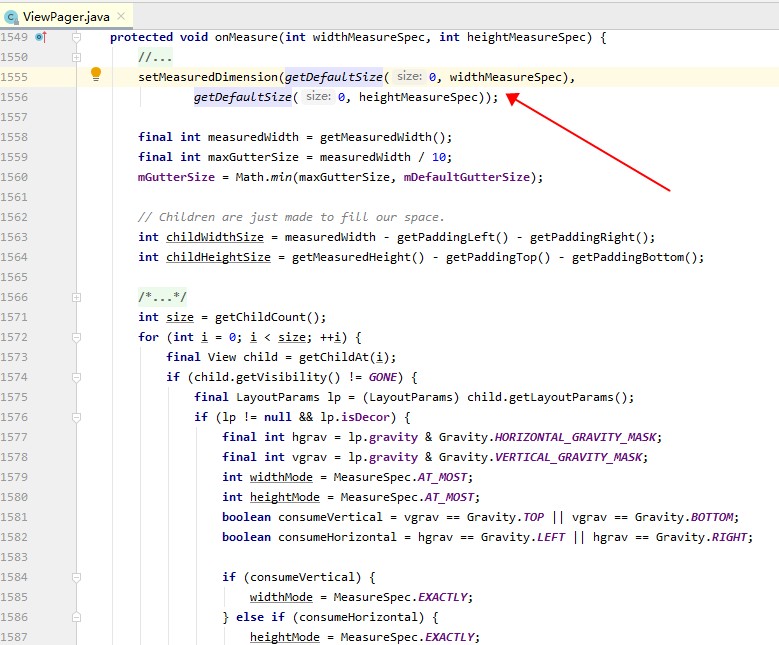 ViewPager.java
1549 protected void onMeasure(int widthMeasureSpec, int heightMeasureSpec) {
1550 //...
1555 setMeasuredDimension(getDefaultSize( size: 0, widthMeasureSpec),
1556 getDefaultSize( size: 0, heightMeasureSpec));
1557
1558 final int measuredWidth = getMeasuredWidth();
1559 final int maxGutterSize = measuredWidth / 10;
1560 mGutterSize = Math.min(maxGutterSize, mDefaultGutterSize);
1561
1562 // Children are just made to fill our space.
1563 int childWidthSize = measuredWidth - getPaddingLeft() - getPaddingRight();
1564 int childHeightSize = getMeasuredHeight() - getPaddingTop() - getPaddingBottom();
1565
1566 /*...*/
1571 int size = getChildCount();
1572 for (int i = 0; i < size; ++i) {
1573 final View child = getChildAt(i);
1574 if (child.getVisibility() != GONE) {
1575 final LayoutParams lp = (LayoutParams) child.getLayoutParams();
1576 if (lp != null && lp.isDecor) {
1577 final int hgrav = lp.gravity & Gravity.HORIZONTAL_GRAVITY_MASK;
1578 final int vgrav = lp.gravity & Gravity.VERTICAL_GRAVITY_MASK;
1579 int widthMode = MeasureSpec.AT_MOST;
1580 int heightMode = MeasureSpec.AT_MOST;
1581 boolean consumeVertical = vgrav == Gravity.TOP || vgrav == Gravity.BOTTOM;
1582 boolean consumeHorizontal = hgrav == Gravity.LEFT || hgrav == Gravity.RIGHT;
1583
1584 if (consumeVertical) {
1585 widthMode = MeasureSpec.EXACTLY;
1586 } else if (consumeHorizontal) {
1587 heightMode = MeasureSpec.EXACTLY;